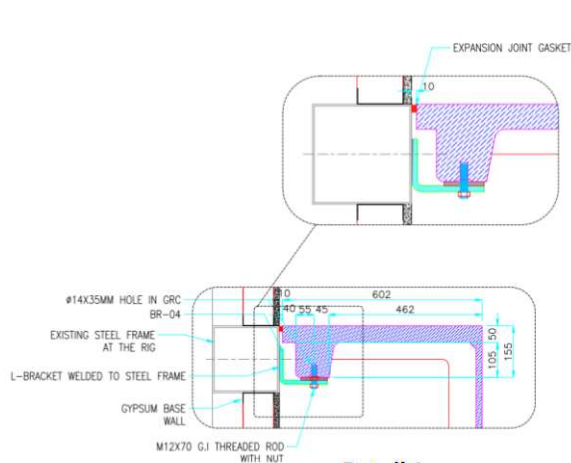 EXPANSION JOINT GASKET
10
Ø14X35MM HOLE IN GRC
BR-04
EXISTING STEEL FRAME
AT THE RIG
L-BRACKET WELDED TO STEEL FRAME
GYPSUM BASE
WALL
M12X70 G.I THREADED ROD
WITH NUT
10
602
40 55 45 462
50
105
155